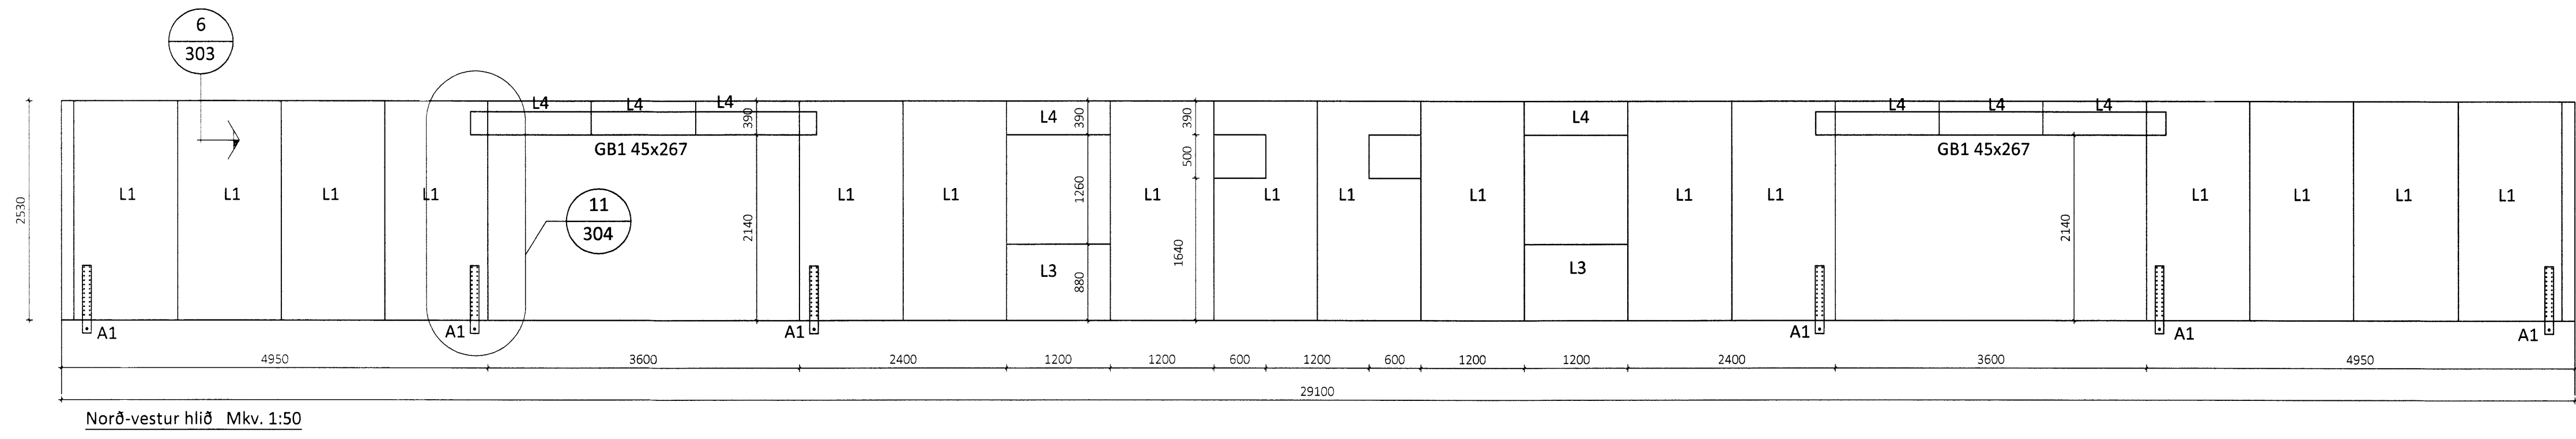 6
303
L4 L4 L4 L4 L4 L4 L4 L4
390 390 390
GB1 45x267 GB1 45x267
500
2530
L1 L1 L1 L1 L1 L1 L1 L1 L1 L1 L1 L1 L1 L1 L1 L1
1260
11
304
2140 2140
1640
L3 L3
880
A1 A1 A1 A1 A1 A1
4950 3600 2400 1200 1200 600 1200 600 1200 1200 2400 3600 4950
29100
Norð-vestur hlið Mkv. 1:50